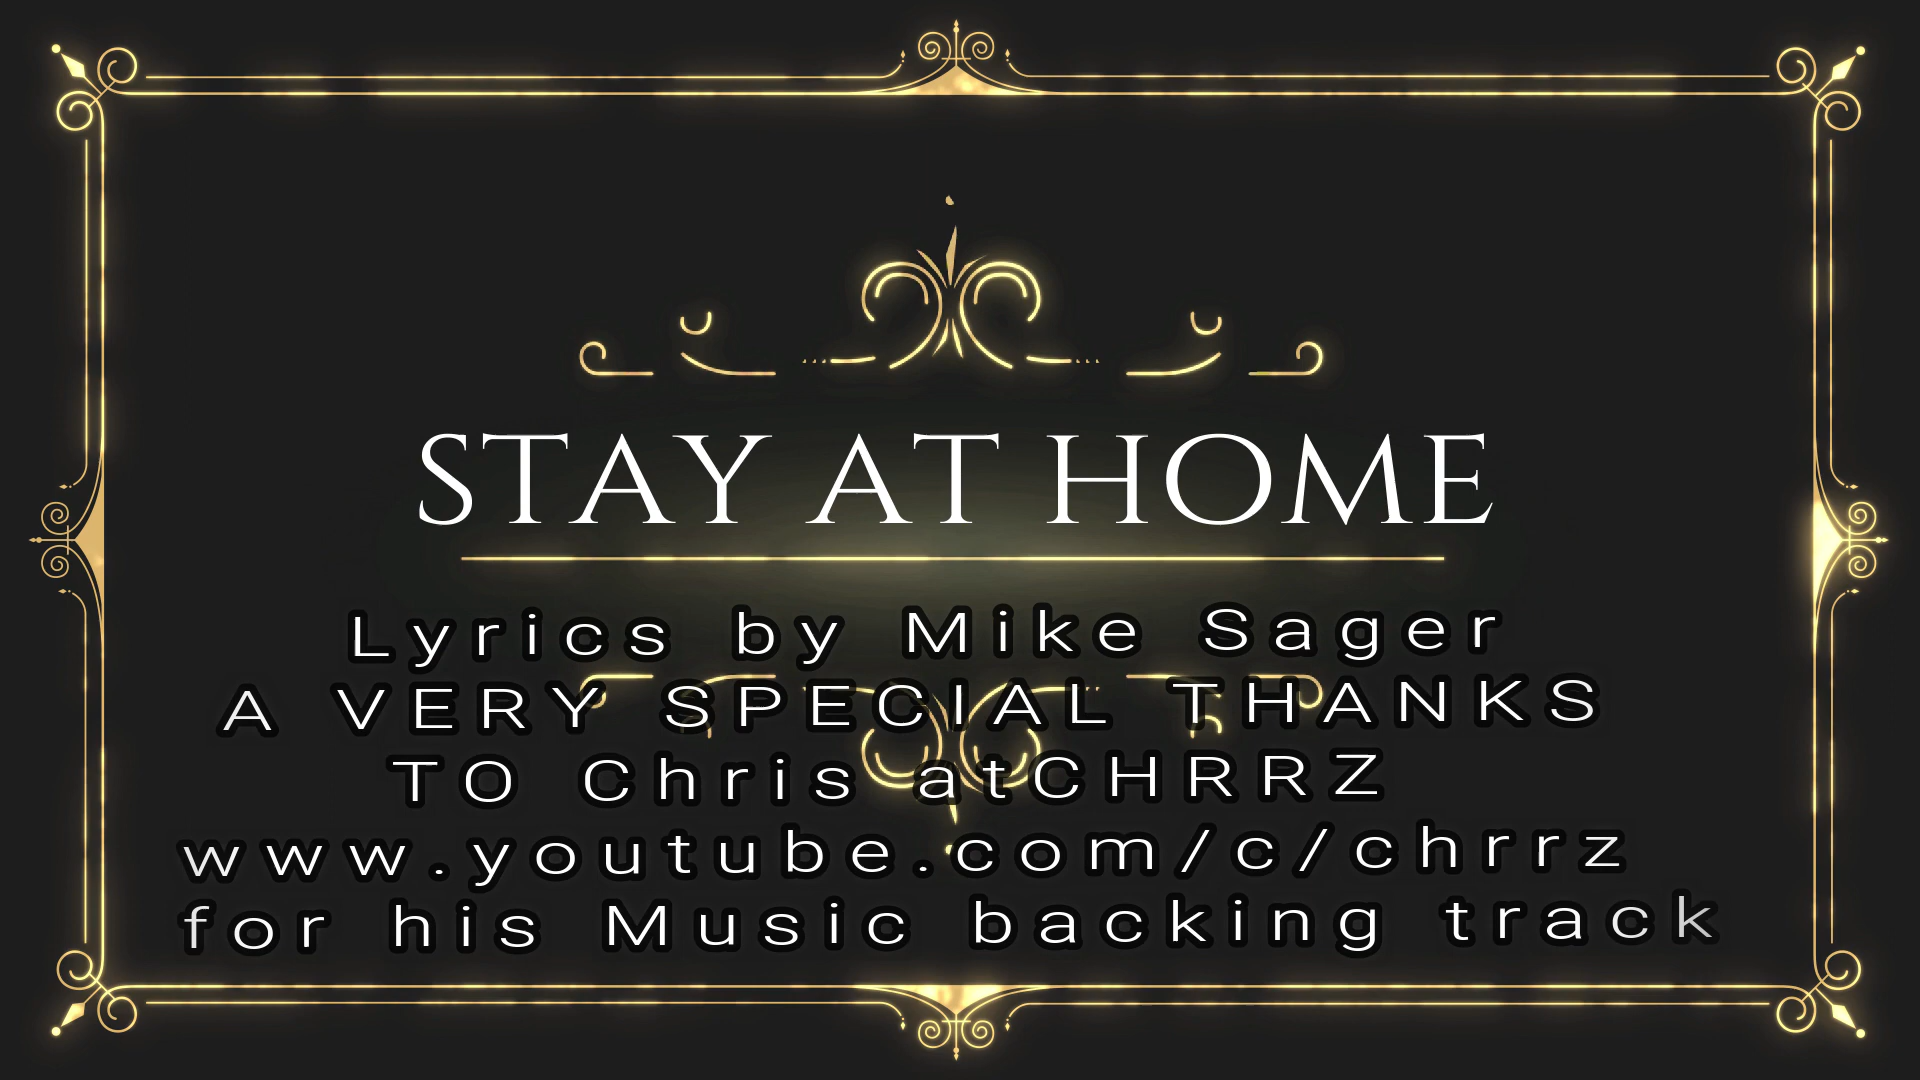 STAY AT HOME
Lyrics by Mike Sager
A VERY SPECIAL THANKS
TO Chris atCHRRZ
www.youtube.com/c/chrrz
for his Music backing track